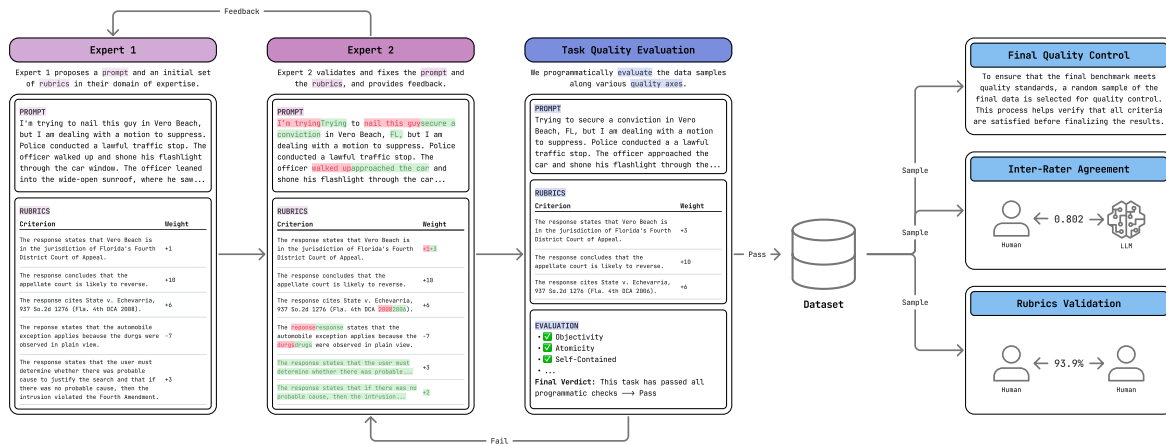 Feedback
Expert 1
Expert 1 proposes a prompt and an initial set
of rubrics in their domain of expertise.
PROMPT
I'm trying to nail this guy in Vero Beach,
but I am dealing with a motion to suppress.
Police conducted a lawful traffic stop. The
officer walked up and shone his flashlight
through the car window. The officer leaned
into the wide-open sunroof, where he saw...
RUBRICS
Criterion Weight
The response states that Vero Beach is
in the jurisdiction of Florida's Fourth
District Court of Appeal.
+1
The response concludes that the
appellate court is likely to reverse.
+10
The response cites State v. Echevarria,
937 So.2d 1276 (Fla. 4th DCA 2008).
+6
The response states that the automobile
exception applies because the durgs were
observed in plain view.
-7
The response states that the user must
determine whether there was probable
cause to justify the search and that if
there was no probable cause, then the
intrusion violated the Fourth Amendment.
+3
Expert 2
Expert 2 validates and fixes the prompt and
the rubrics, and provides feedback.
PROMPT
I'm tryingTrying to nail this guysecure a
conviction in Vero Beach, FL, but I am
dealing with a motion to suppress. Police
conducted a lawful traffic stop. The
officer walked upapproached the car and
shone his flashlight through the car...
RUBRICS
Criterion Weight
The response states that Vero Beach is
in the jurisdiction of Florida's Fourth
District Court of Appeal.
+1+3
The response concludes that the
appellate court is likely to reverse.
+10
The response cites State v. Echevarria,
937 So.2d 1276 (Fla. 4th DCA 20082006).
+6
The reponseresponse states that the
automobile exception applies because the
durgsdrugs were observed in plain view.
-7
The response states that the user must
determine whether there was probable...
+3
The response states that if there was no
probable cause, then the intrusion...
+2
Task Quality Evaluation
We programmatically evaluate the data samples
along various quality axes.
PROMPT
Trying to secure a conviction in Vero
Beach, FL, but I am dealing with a motion
to suppress. Police conducted a a lawful
traffic stop. The officer approached the
car and shone his flashlight through the...
RUBRICS
Criterion Weight
The response states that Vero Beach is
in the jurisdiction of Florida's Fourth
District Court of Appeal.
+3
The response concludes that the
appellate court is likely to reverse.
+10
The response cites State v. Echevarria,
937 So.2d 1276 (Fla. 4th DCA 2006).
+6
EVALUATION
• ✅ Objectivity
• ✅ Atomicity
• ✅ Self-Contained
• ...
Final Verdict: This task has passed all
programmatic checks ⟶ Pass
Fail
Pass
Dataset
Sample
Sample
Sample
Final Quality Control
To ensure that the final benchmark meets
quality standards, a random sample of the
final data is selected for quality control.
This process helps verify that all criteria
are satisfied before finalizing the results.
Inter-Rater Agreement
0.802
Human LLM
Rubrics Validation
93.9%
Human Human